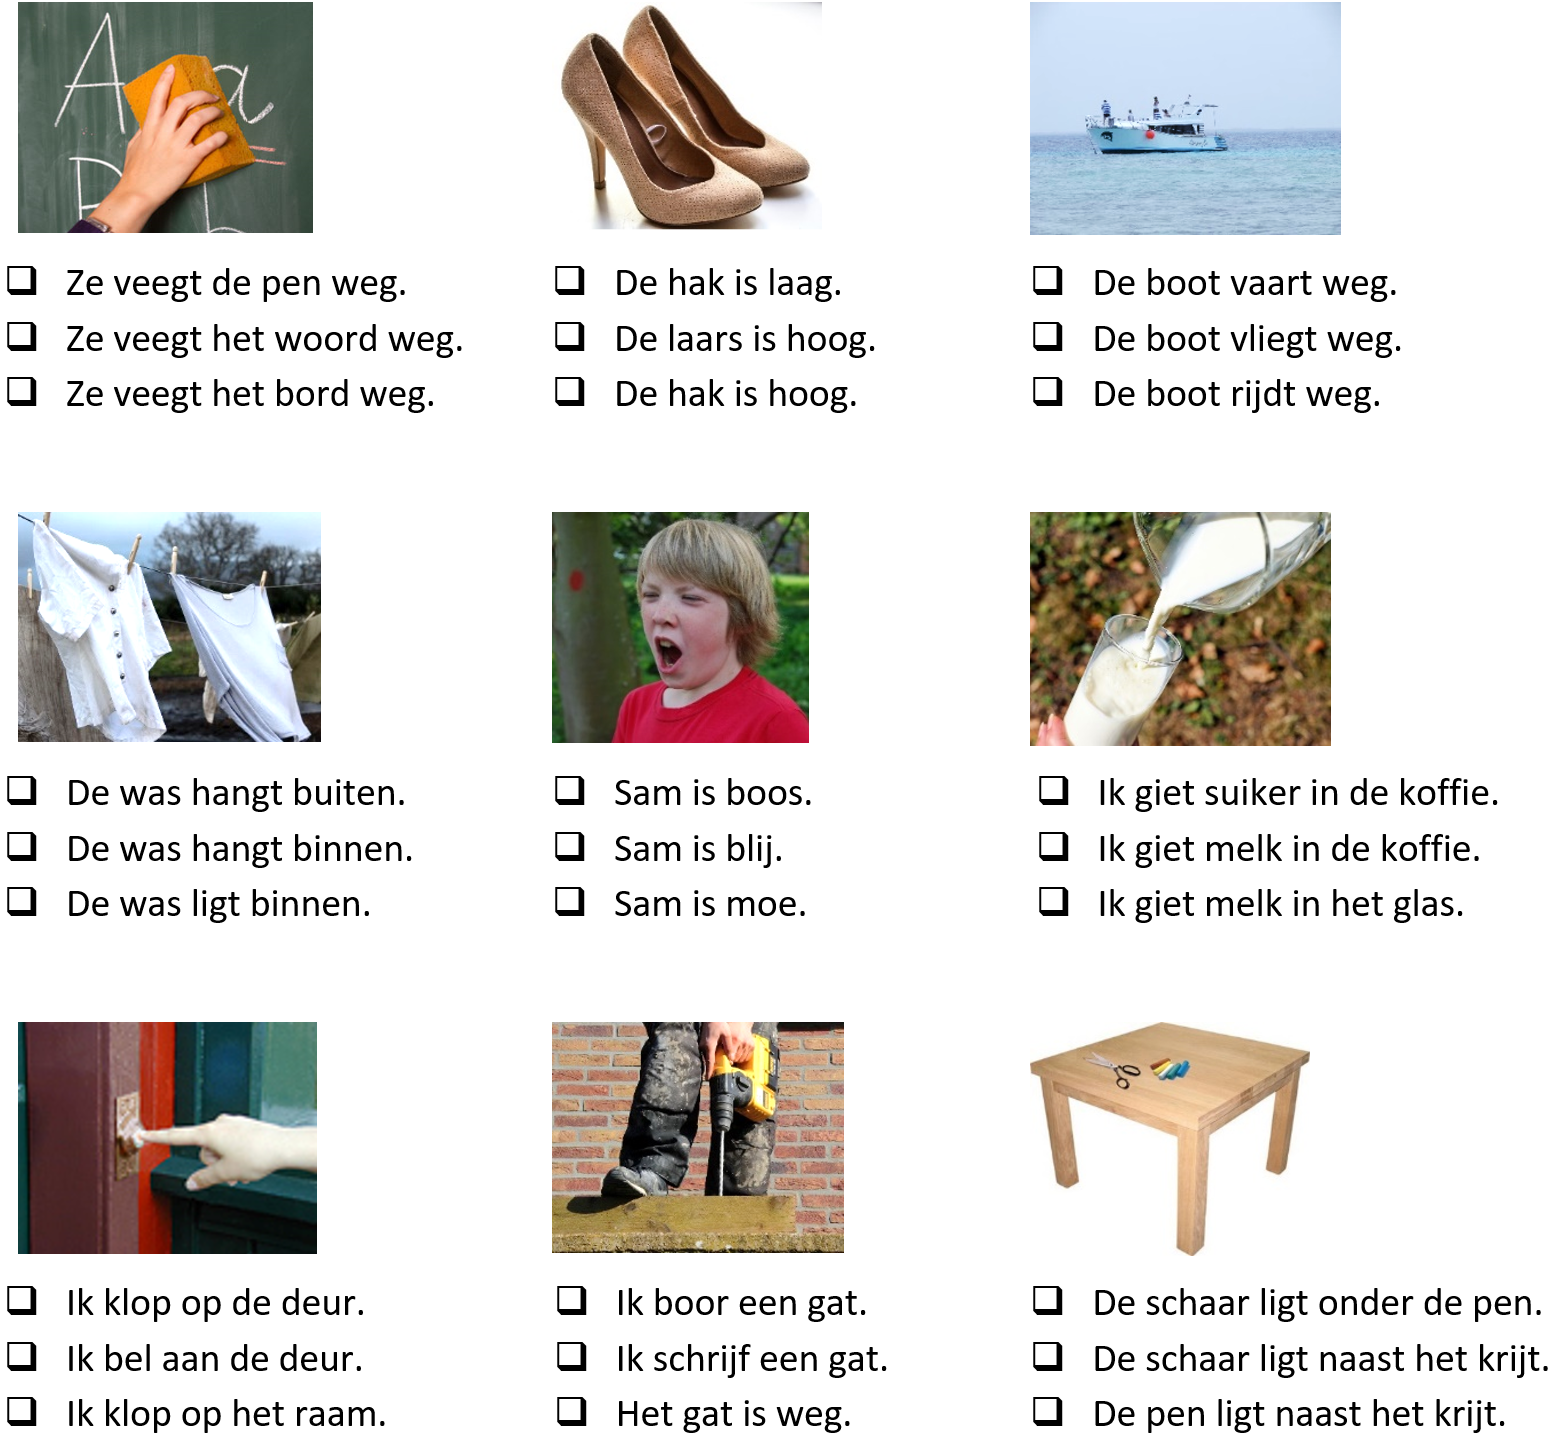 A a
Ze veegt de pen weg.
Ze veegt het woord weg.
Ze veegt het bord weg.
De hak is laag.
De laars is hoog.
De hak is hoog.
De boot vaart weg.
De boot vliegt weg.
De boot rijdt weg.
De was hangt buiten.
De was hangt binnen.
De was ligt binnen.
Sam is boos.
Sam is blij.
Sam is moe.
Ik giet suiker in de koffie.
Ik giet melk in de koffie.
Ik giet melk in het glas.
Ik klop op de deur.
Ik bel aan de deur.
Ik klop op het raam.
Ik boor een gat.
Ik schrijf een gat.
Het gat is weg.
De schaar ligt onder de pen.
De schaar ligt naast het krijt.
De pen ligt naast het krijt.